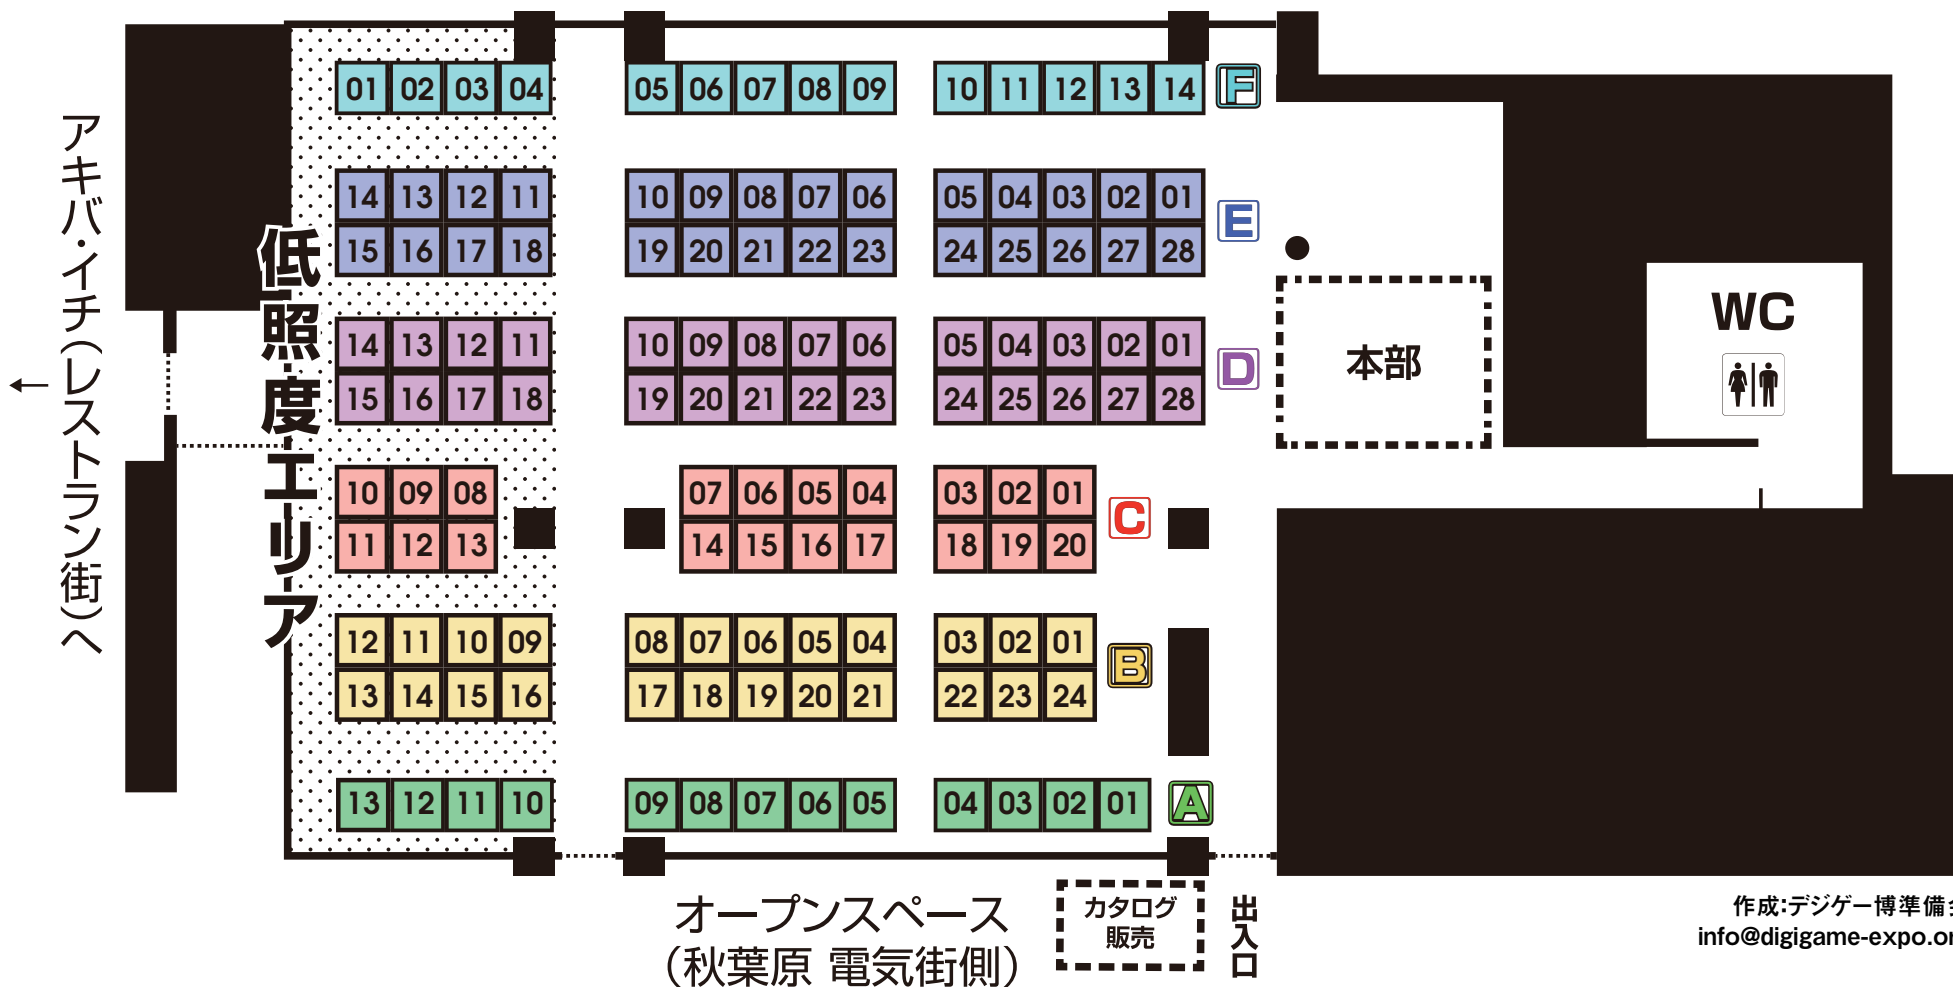 01 02 03 04 05 06 07 08 09 10 11 12 13 14 F
14 13 12 11 10 09 08 07 06 05 04 03 02 01
E
15 16 17 18 19 20 21 22 23 24 25 26 27 28
14 13 12 11 10 09 08 07 06 05 04 03 02 01
D
15 16 17 18 19 20 21 22 23 24 25 26 27 28
10 09 08 07 06 05 04 03 02 01
C
11 12 13 14 15 16 17 18 19 20
12 11 10 09 08 07 06 05 04 03 02 01
B
13 14 15 16 17 18 19 20 21 22 23 24
13 12 11 10 09 08 07 06 05 04 03 02 01 A
アキバ・イチ(レストラン街)へ
←
低照度エリア
本部
WC
オープンスペース
(秋葉原 電気街側)
カタログ
販売
出入口
作成:デジゲー博準備
info@digigame-expo.or